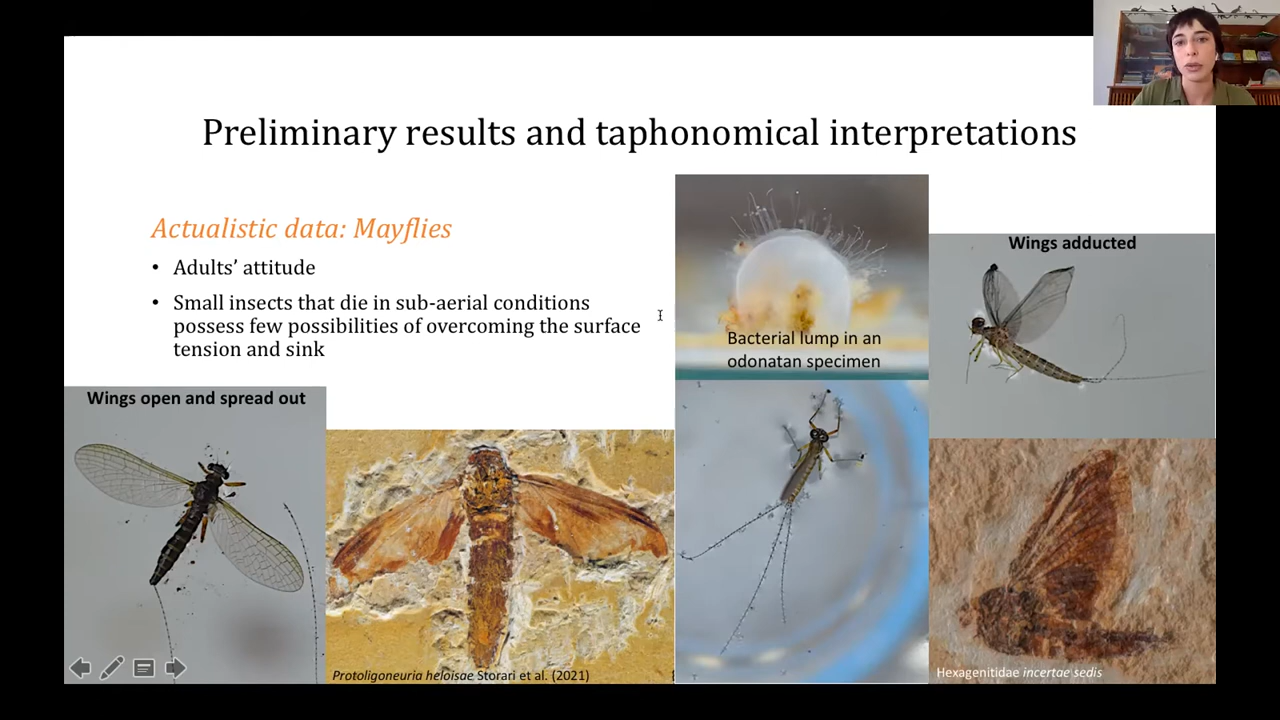 Preliminary results and taphonomical interpretations
Actualistic data: Mayflies
• Adults’ attitude
• Small insects that die in sub-aerial conditions
possess few possibilities of overcoming the surface
tension and sink
Wings open and spread out
Protoligoneuria heloisae Storari et al. (2021)
Bacterial lump in an
odonatan specimen
Wings adducted
Hexagenitidae incertae sedis